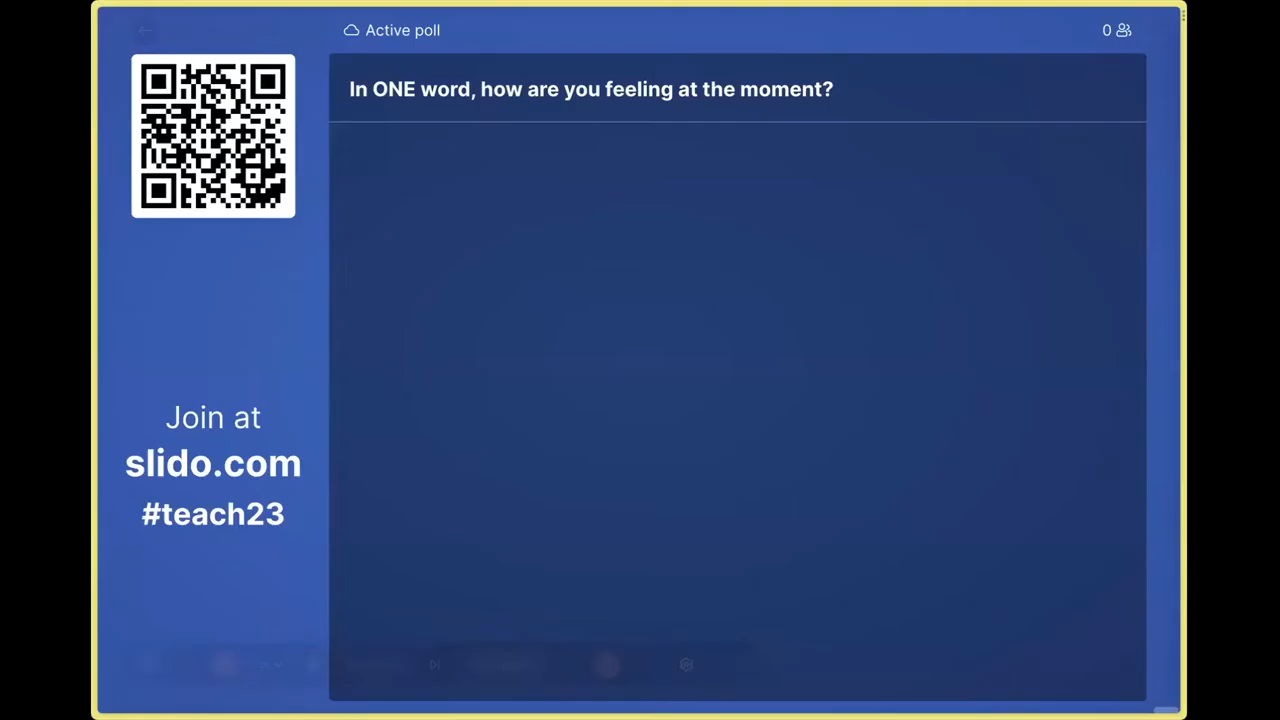 Active poll
0
In ONE word, how are you feeling at the moment?
Join at
slido.com
#teach23